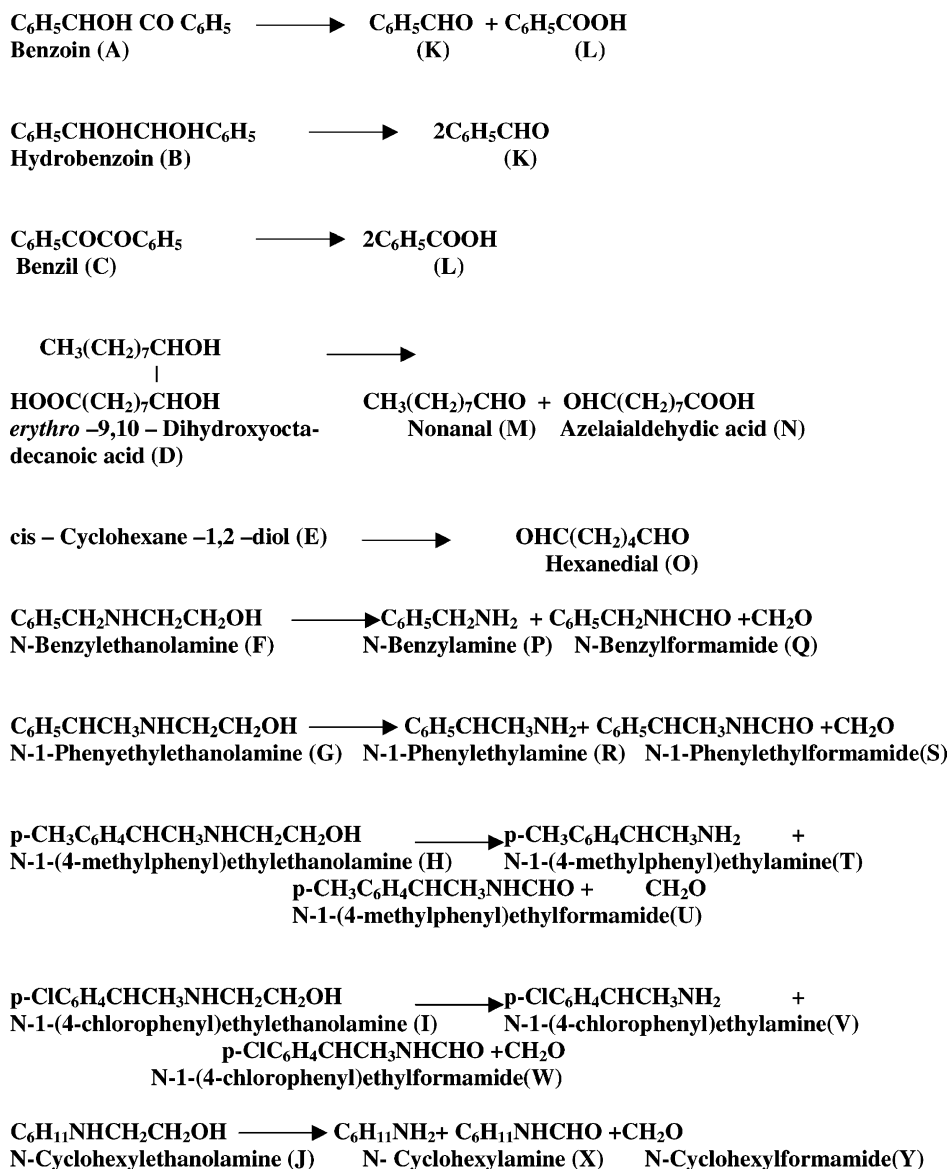 C₆H₅CHOH CO C₆H₅ ⟶ C₆H₅CHO + C₆H₅COOH
Benzoin (A) (K) (L)
C₆H₅CHOHCHOHC₆H₅ ⟶ 2C₆H₅CHO
Hydrobenzoin (B) (K)
C₆H₅COCOC₆H₅ ⟶ 2C₆H₅COOH
Benzil (C) (L)
CH₃(CH₂)₇CHOH ⟶
|
HOOC(CH₂)₇CHOH CH₃(CH₂)₇CHO + OHC(CH₂)₇COOH
erythro –9,10 – Dihydroxyocta- Nonanal (M) Azelaialdehydic acid (N)
decanoic acid (D)
cis – Cyclohexane –1,2 –diol (E) ⟶ OHC(CH₂)₄CHO
Hexanedial (O)
C₆H₅CH₂NHCH₂CH₂OH ⟶ C₆H₅CH₂NH₂ + C₆H₅CH₂NHCHO +CH₂O
N-Benzylethanolamine (F) N-Benzylamine (P) N-Benzylformamide (Q)
C₆H₅CHCH₃NHCH₂CH₂OH ⟶ C₆H₅CHCH₃NH₂+ C₆H₅CHCH₃NHCHO +CH₂O
N-1-Phenyethylethanolamine (G) N-1-Phenylethylamine (R) N-1-Phenylethylformamide(S)
p-CH₃C₆H₄CHCH₃NHCH₂CH₂OH ⟶ p-CH₃C₆H₄CHCH₃NH₂ +
N-1-(4-methylphenyl)ethylethanolamine (H) N-1-(4-methylphenyl)ethylamine(T)
p-CH₃C₆H₄CHCH₃NHCHO + CH₂O
N-1-(4-methylphenyl)ethylformamide(U)
p-ClC₆H₄CHCH₃NHCH₂CH₂OH ⟶ p-ClC₆H₄CHCH₃NH₂ +
N-1-(4-chlorophenyl)ethylethanolamine (I) N-1-(4-chlorophenyl)ethylamine(V)
p-ClC₆H₄CHCH₃NHCHO +CH₂O
N-1-(4-chlorophenyl)ethylformamide(W)
C₆H₁₁NHCH₂CH₂OH ⟶ C₆H₁₁NH₂+ C₆H₁₁NHCHO +CH₂O
N-Cyclohexylethanolamine (J) N- Cyclohexylamine (X) N-Cyclohexylformamide(Y)